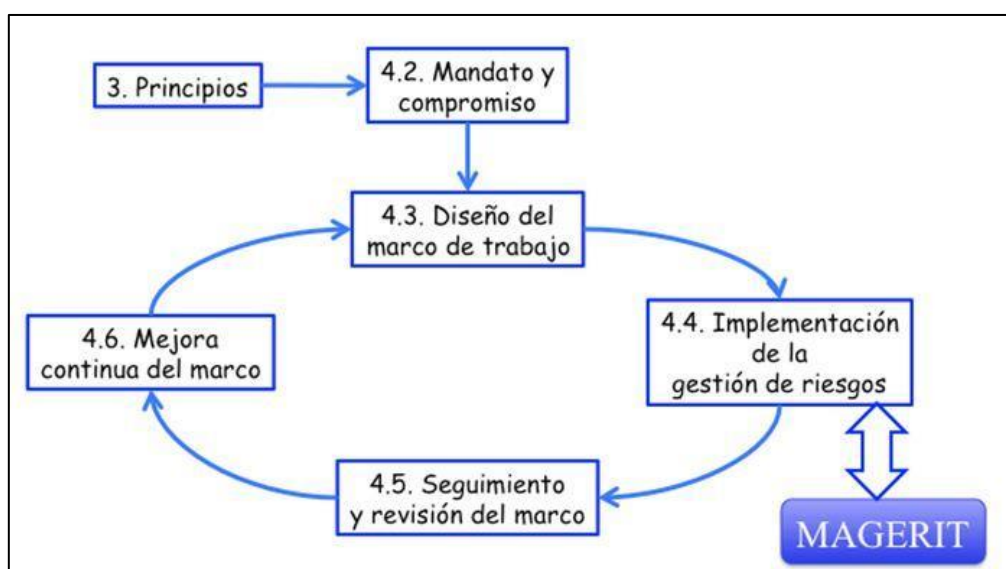 3. Principios
4.2. Mandato y
compromiso
4.3. Diseño del
marco de trabajo
4.4. Implementación
de la
gestión de riesgos
4.5. Seguimiento
y revisión del marco
4.6. Mejora
continua del marco
MAGERIT